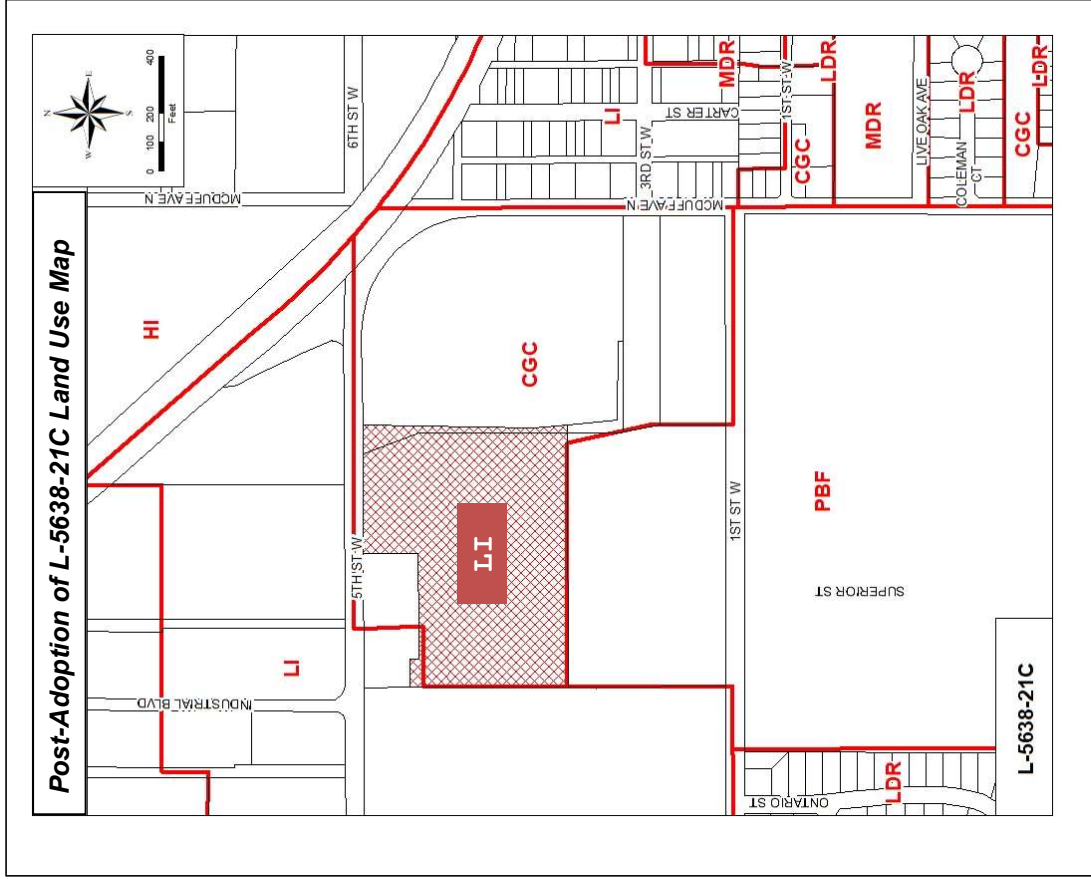 Post-Adoption of L-5638-21C Land Use Map
N
W
E
S
0 100 200 400
Feet
HI
MCDUFF AVE N
INDUSTRIAL BLVD
LI
6TH ST W
5TH ST W
LI
CGC
LI
3RD ST W
MCDUFF AVE N
CARTER ST
MDR
1ST ST W
1ST ST W
CGC
LDR
PBF
SUPERIOR ST
MDR
LIVE OAK AVE
ONTARIO ST
LDR
COLEMAN
CT
LDR
CGC
LDR
L-5638-21C